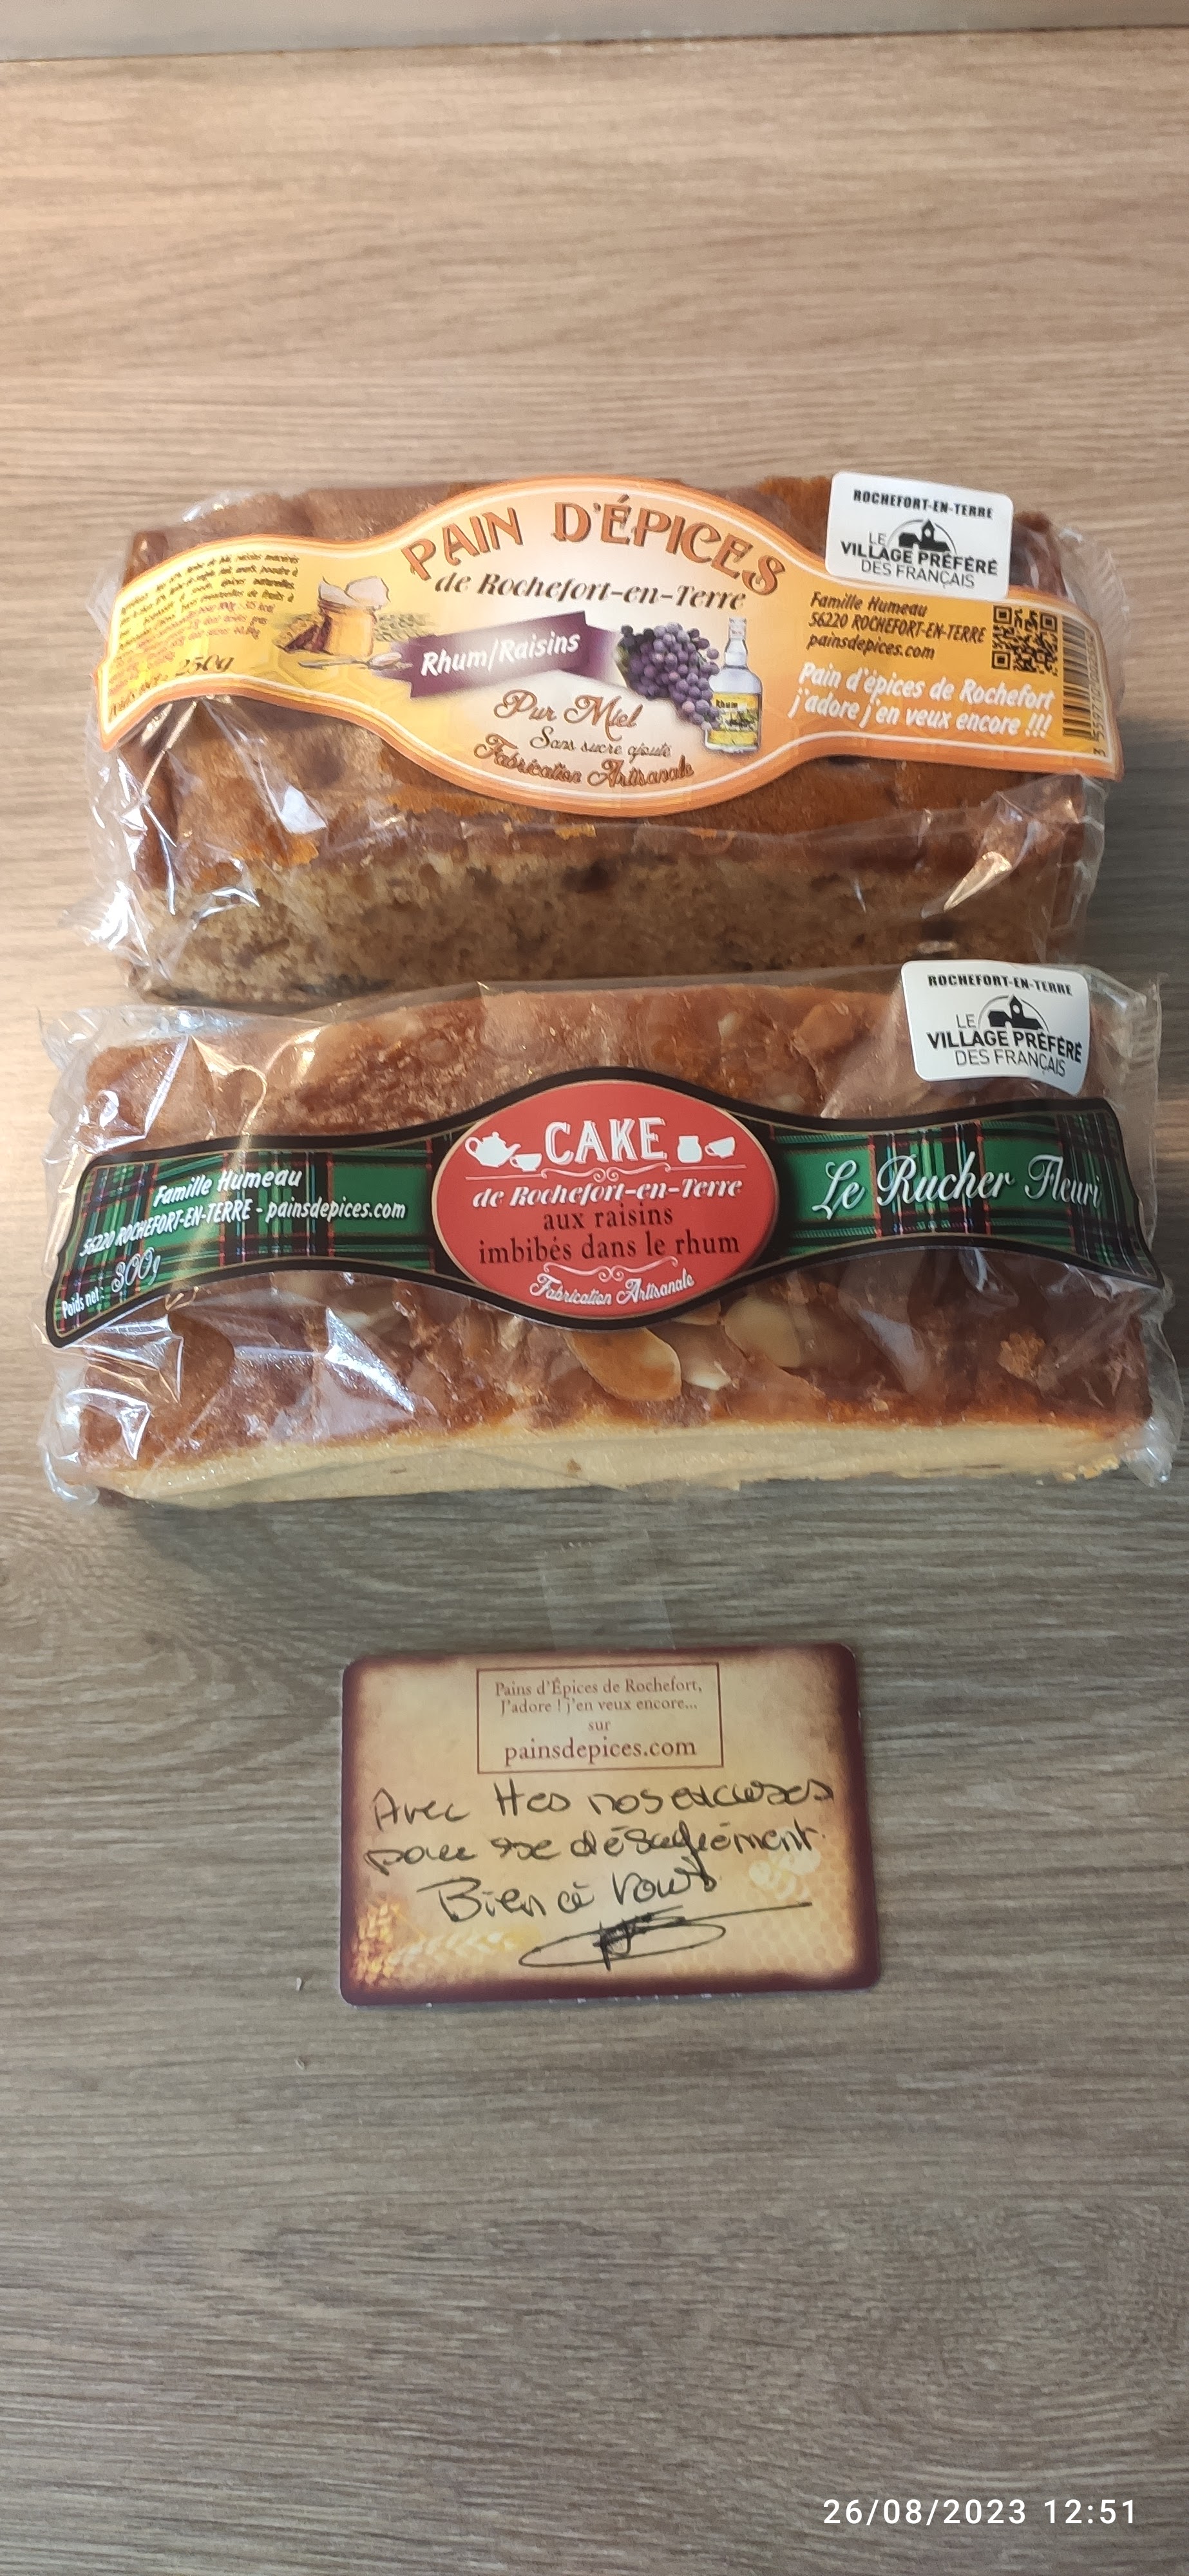 PAIN D'ÉPICES
de Rochefort-en-Terre
Rhum/Raisins
Pur Miel
Sans sucre ajouté
Fabrication Artisanale
250g
ROCHEFORT-EN-TERRE
LE
VILLAGE PRÉFÉRÉ
DES FRANÇAIS
Famille Humeau
56220 ROCHEFORT-EN-TERRE
painsdepices.com
Pain d'épices de Rochefort
j'adore j'en veux encore !!!
Rhum
ROCHEFORT-EN-TERRE
LE
VILLAGE PRÉFÉRÉ
DES FRANÇAIS
Famille Humeau
56220 ROCHEFORT-EN-TERRE - painsdepices.com
Poids net: 300g
CAKE
de Rochefort-en-Terre
aux raisins
imbibés dans le rhum
Fabrication Artisanale
Le Rucher Fleuri
Pains d'Épices de Rochefort,
J'adore ! j'en veux encore...
sur
painsdepices.com
Avec ttes nos excuses
pour ce désagrément.
Bien à vous
26/08/2023 12:51